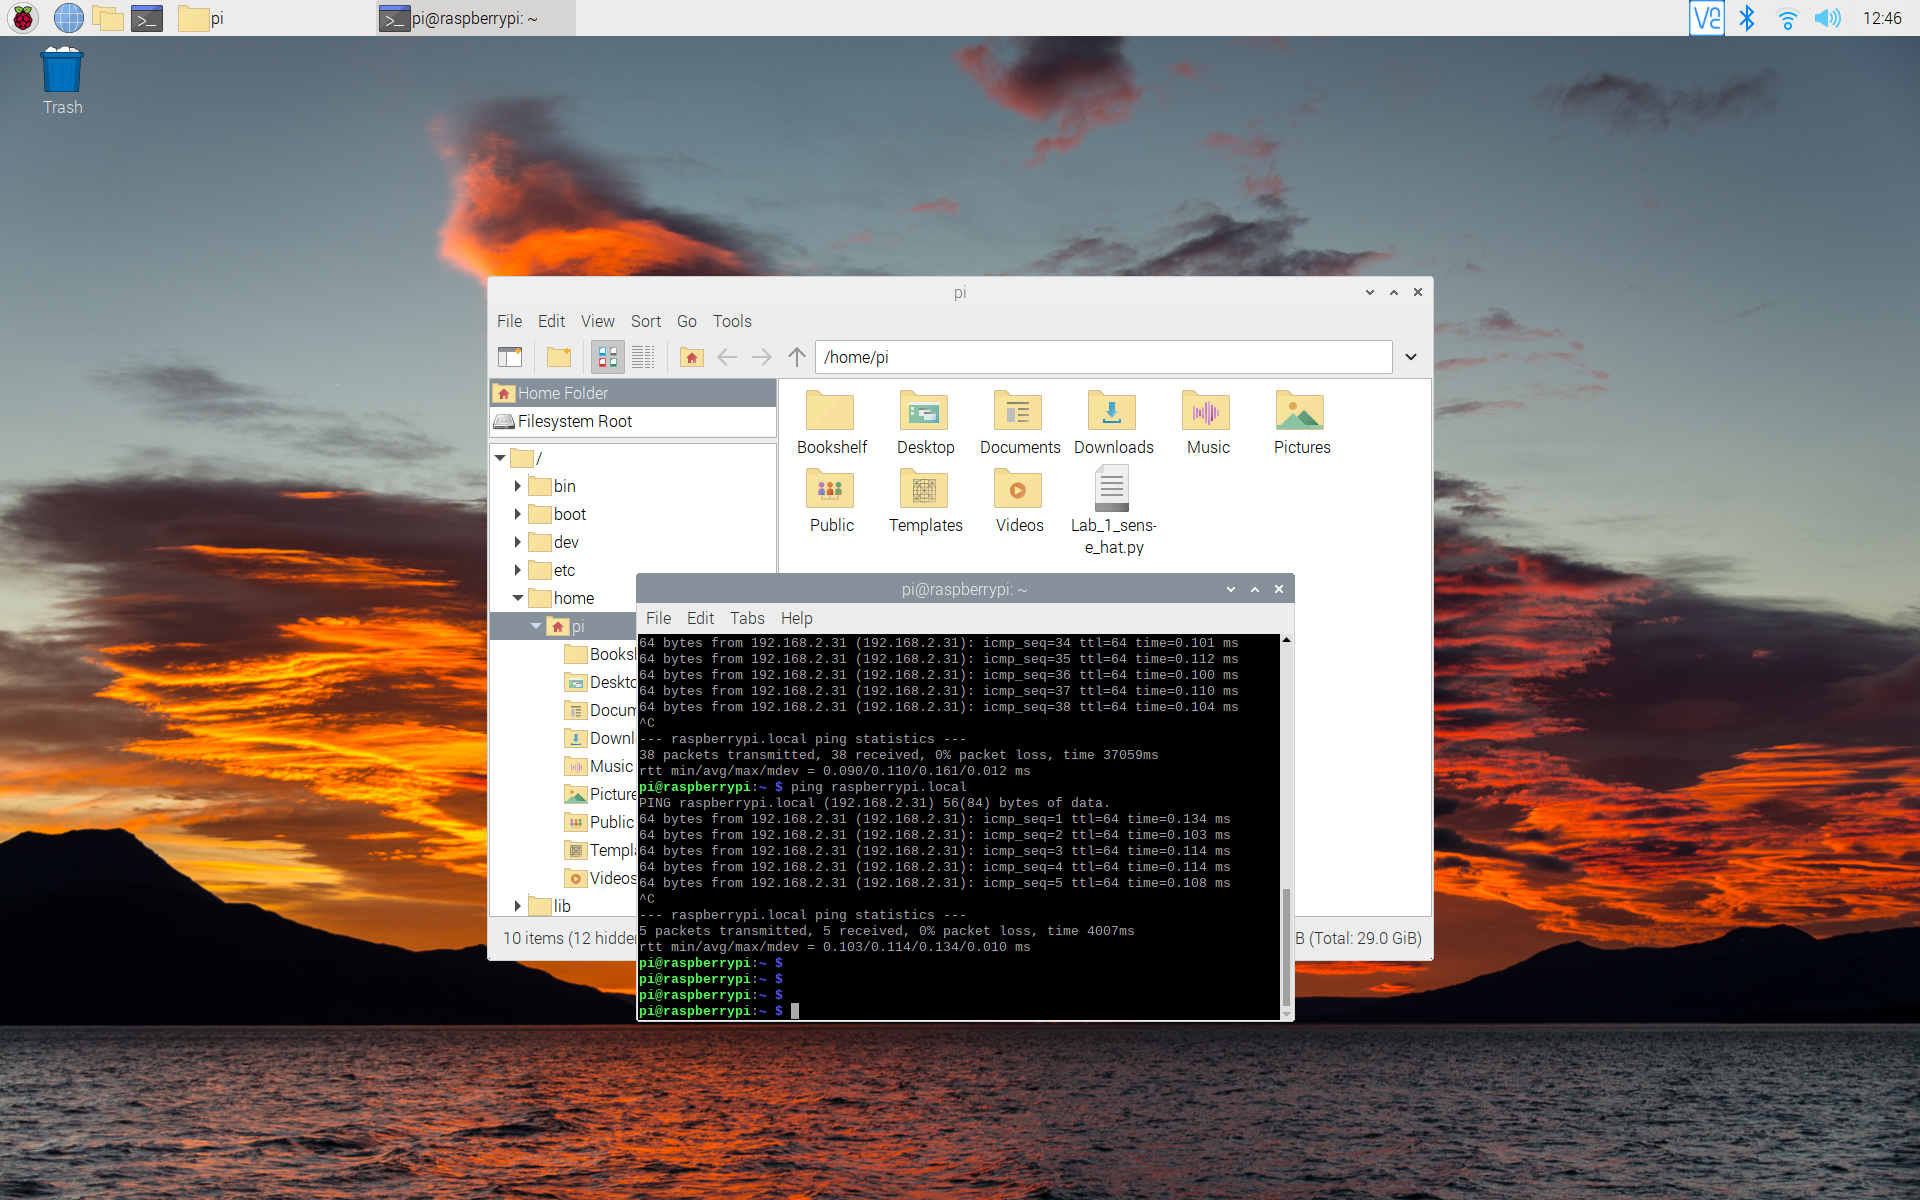 pi
pi@raspberrypi: ~
12:46
Trash
pi
File Edit View Sort Go Tools
/home/pi
Home Folder
Filesystem Root
/
bin
boot
dev
etc
home
pi
Books
Deskto
Docum
Downl
Music
Picture
Public
Templ
Videos
lib
Bookshelf Desktop Documents Downloads Music Pictures
Public Templates Videos Lab_1_sens-
e_hat.py
10 items (12 hidden
B (Total: 29.0 GiB)
pi@raspberrypi: ~
File Edit Tabs Help
64 bytes from 192.168.2.31 (192.168.2.31): icmp_seq=34 ttl=64 time=0.101 ms
64 bytes from 192.168.2.31 (192.168.2.31): icmp_seq=35 ttl=64 time=0.112 ms
64 bytes from 192.168.2.31 (192.168.2.31): icmp_seq=36 ttl=64 time=0.100 ms
64 bytes from 192.168.2.31 (192.168.2.31): icmp_seq=37 ttl=64 time=0.110 ms
64 bytes from 192.168.2.31 (192.168.2.31): icmp_seq=38 ttl=64 time=0.104 ms
^C
--- raspberrypi.local ping statistics ---
38 packets transmitted, 38 received, 0% packet loss, time 37059ms
rtt min/avg/max/mdev = 0.090/0.110/0.161/0.012 ms
pi@raspberrypi:~ $ ping raspberrypi.local
PING raspberrypi.local (192.168.2.31) 56(84) bytes of data.
64 bytes from 192.168.2.31 (192.168.2.31): icmp_seq=1 ttl=64 time=0.134 ms
64 bytes from 192.168.2.31 (192.168.2.31): icmp_seq=2 ttl=64 time=0.103 ms
64 bytes from 192.168.2.31 (192.168.2.31): icmp_seq=3 ttl=64 time=0.114 ms
64 bytes from 192.168.2.31 (192.168.2.31): icmp_seq=4 ttl=64 time=0.114 ms
64 bytes from 192.168.2.31 (192.168.2.31): icmp_seq=5 ttl=64 time=0.108 ms
^C
--- raspberrypi.local ping statistics ---
5 packets transmitted, 5 received, 0% packet loss, time 4007ms
rtt min/avg/max/mdev = 0.103/0.114/0.134/0.010 ms
pi@raspberrypi:~ $
pi@raspberrypi:~ $
pi@raspberrypi:~ $
pi@raspberrypi:~ $